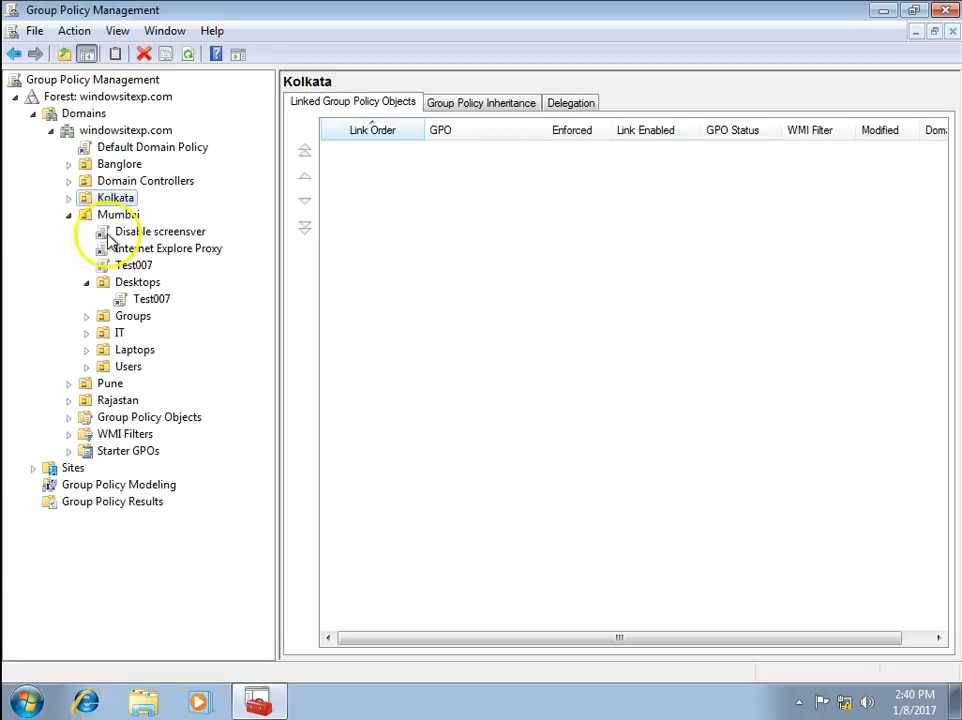 Group Policy Management
File Action View Window Help
Group Policy Management
Forest: windowsitexp.com
Domains
windowsitexp.com
Default Domain Policy
Banglore
Domain Controllers
Kolkata
Mumbai
Disable screensver
Internet Explore Proxy
Test007
Desktops
Test007
Groups
IT
Laptops
Users
Pune
Rajastan
Group Policy Objects
WMI Filters
Starter GPOs
Sites
Group Policy Modeling
Group Policy Results
Kolkata
Linked Group Policy Objects Group Policy Inheritance Delegation
Link Order GPO Enforced Link Enabled GPO Status WMI Filter Modified Doma
2:40 PM
1/8/2017